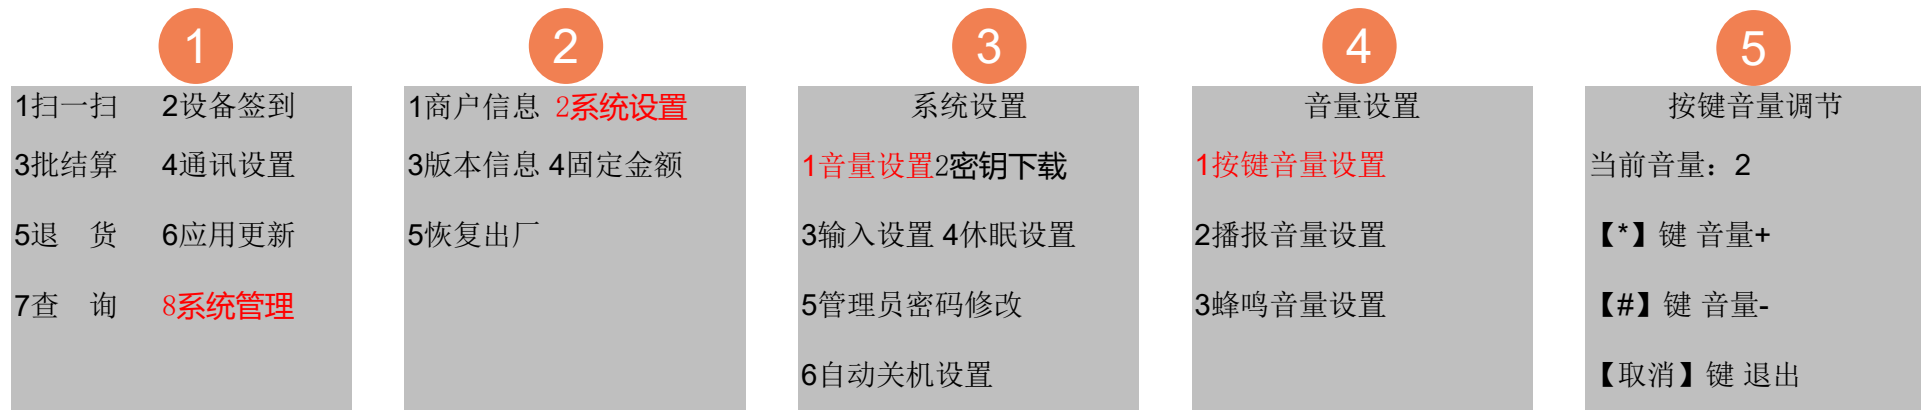 1
1扫一扫 2设备签到
3批结算 4通讯设置
5退 货 6应用更新
7查 询 8系统管理
2
1商户信息 2系统设置
3版本信息 4固定金额
5恢复出厂
3
系统设置
1音量设置2密钥下载
3输入设置 4休眠设置
5管理员密码修改
6自动关机设置
4
音量设置
1按键音量设置
2播报音量设置
3蜂鸣音量设置
5
按键音量调节
当前音量：2
【*】键 音量+
【#】键 音量-
【取消】键 退出